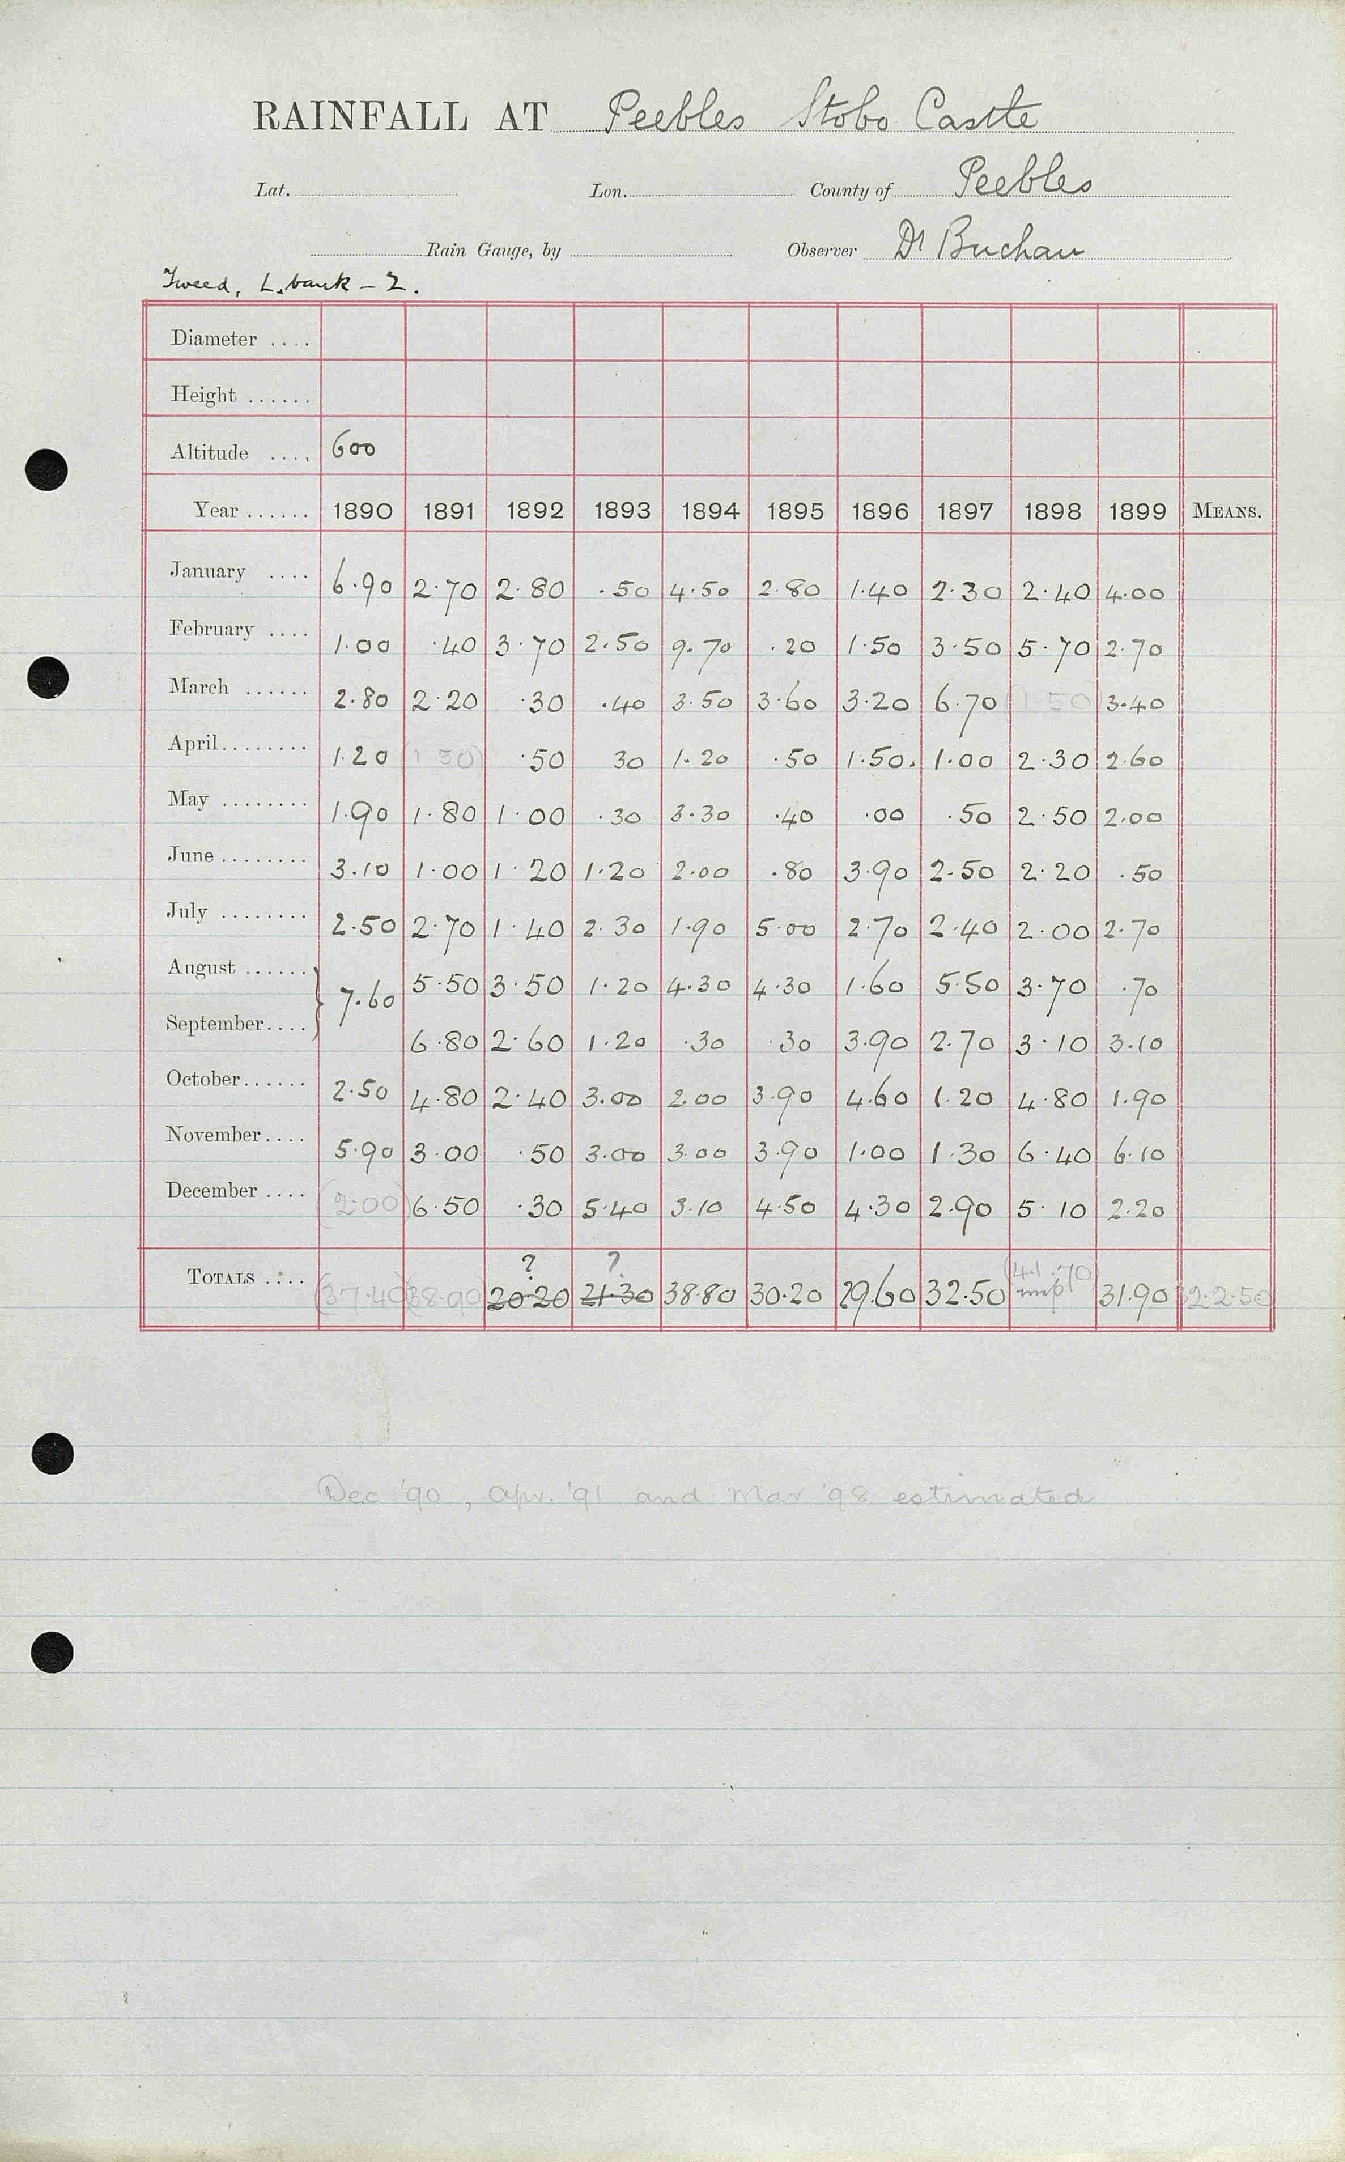 RAINFALL AT Peebles Stobo Castle
Lat. Lon. County of Peebles
Rain Gauge, by Observer Dr Buchan
Tweed, L. bank - 2.
Diameter ....
Height ......
Altitude .... 600
Year ...... 1890 1891 1892 1893 1894 1895 1896 1897 1898 1899 MEANS.
January .... 6.90 2.70 2.80 .50 4.50 2.80 1.40 2.30 2.40 4.00
February .... 1.00 .40 3.70 2.50 9.70 .20 1.50 3.50 5.70 2.70
March ...... 2.80 2.20 .30 .40 3.50 3.60 3.20 6.70 (1.50) 3.40
April ........ 1.20 (1.50) .50 30 1.20 .50 1.50. 1.00 2.30 2.60
May ........ 1.90 1.80 1.00 .30 3.30 .40 .00 .50 2.50 2.00
June ........ 3.10 1.00 1.20 1.20 2.00 .80 3.90 2.50 2.20 .50
July ........ 2.50 2.70 1.40 2.30 1.90 5.00 2.70 2.40 2.00 2.70
August ...... } 7.60 5.50 3.50 1.20 4.30 4.30 1.60 5.50 3.70 .70
September .... 6.80 2.60 1.20 .30 .30 3.90 2.70 3.10 3.10
October ...... 2.50 4.80 2.40 3.00 2.00 3.90 4.60 1.20 4.80 1.90
November .... 5.90 3.00 .50 3.00 3.00 3.90 1.00 1.30 6.40 6.10
December .... (2.00) 6.50 .30 5.40 3.10 4.50 4.30 2.90 5.10 2.20
? ? (41.70)
TOTALS .... (37.40) (38.90) 20.20 21.30 38.80 30.20 29.60 32.50 31.90 322.50
Dec '90, Apr. '91 and Mar '98 estimated